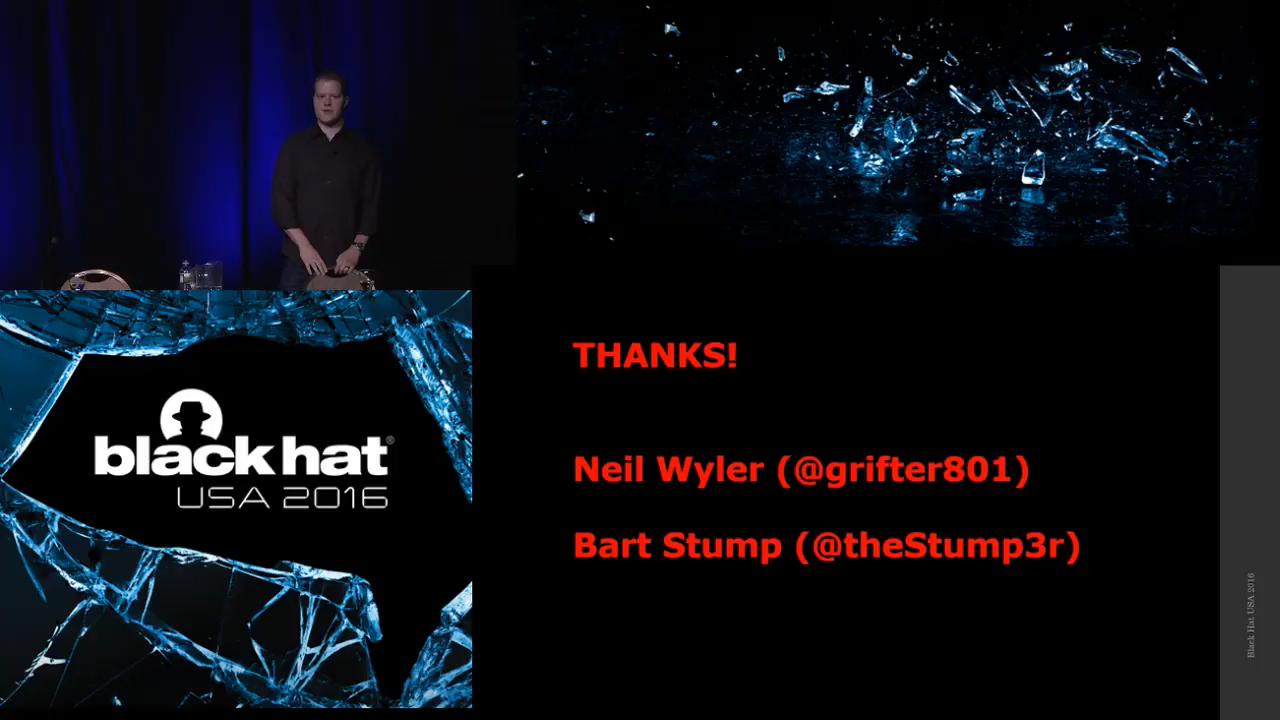 THANKS!
Neil Wyler (@grifter801)
Bart Stump (@theStump3r)
black hat®
USA 2016
Black Hat USA 2016